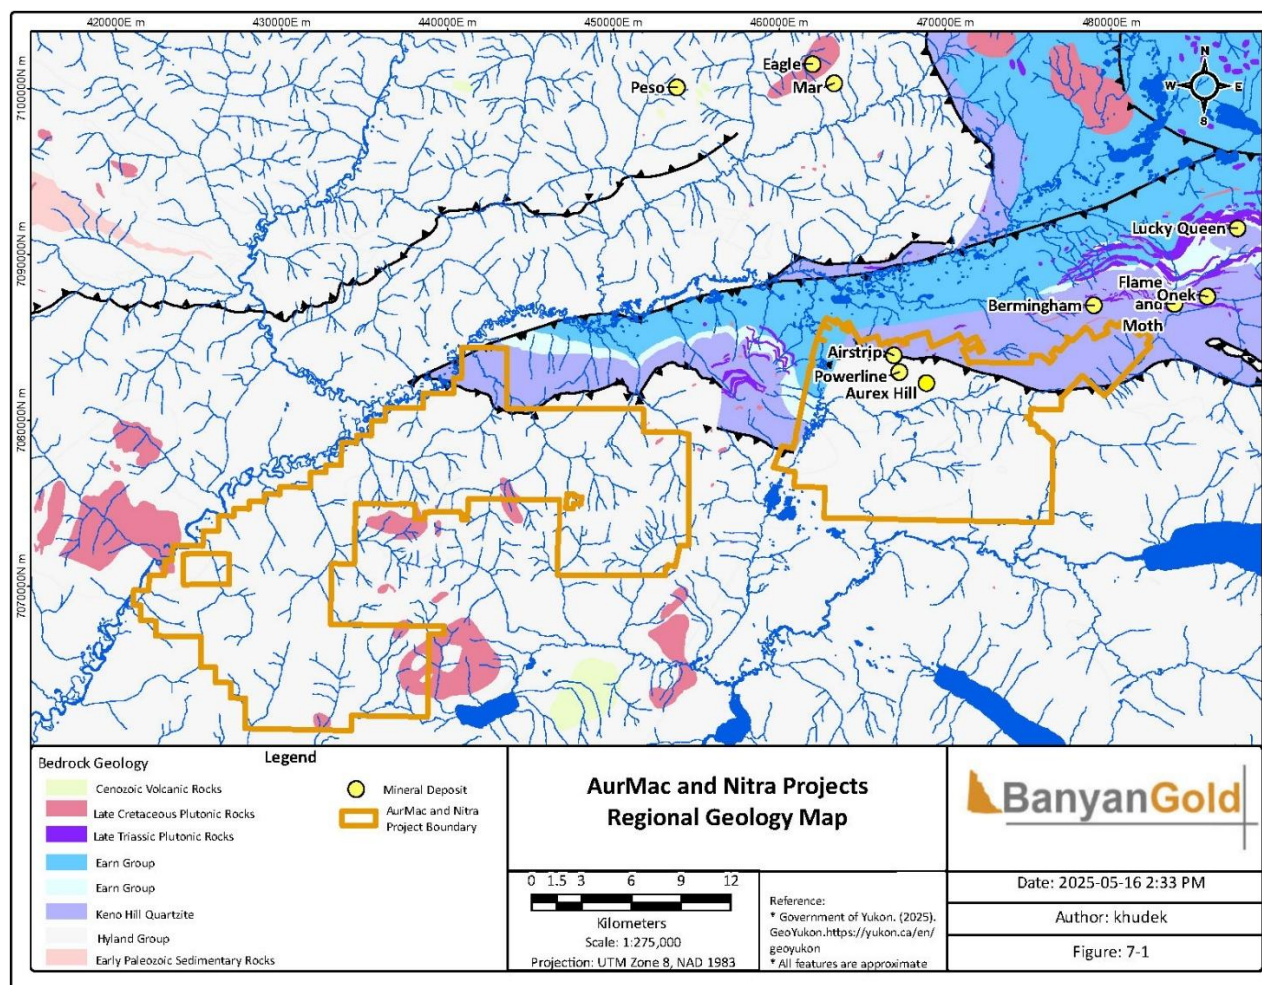 420000E m
430000E m
440000E m
450000E m
460000E m
470000E m
480000E m
7100000N m
7090000N m
7080000N m
7070000N m
N
W
E
S
Eagle
Peso
Mar
Lucky Queen
Flame
Onek
Bermingham
and
Moth
Airstrip
Powerline
Aurex Hill
Legend
Bedrock Geology
Cenozoic Volcanic Rocks
Late Cretaceous Plutonic Rocks
Late Triassic Plutonic Rocks
Earn Group
Earn Group
Keno Hill Quartzite
Hyland Group
Early Paleozoic Sedimentary Rocks
Mineral Deposit
AurMac and Nitra
Project Boundary
AurMac and Nitra Projects
Regional Geology Map
0 1.5 3 6 9 12
Kilometers
Scale: 1:275,000
Projection: UTM Zone 8, NAD 1983
Reference:
* Government of Yukon. (2025).
GeoYukon.https://yukon.ca/en/
geoyukon
* All features are approximate
BanyanGold
Date: 2025-05-16 2:33 PM
Author: khudek
Figure: 7-1